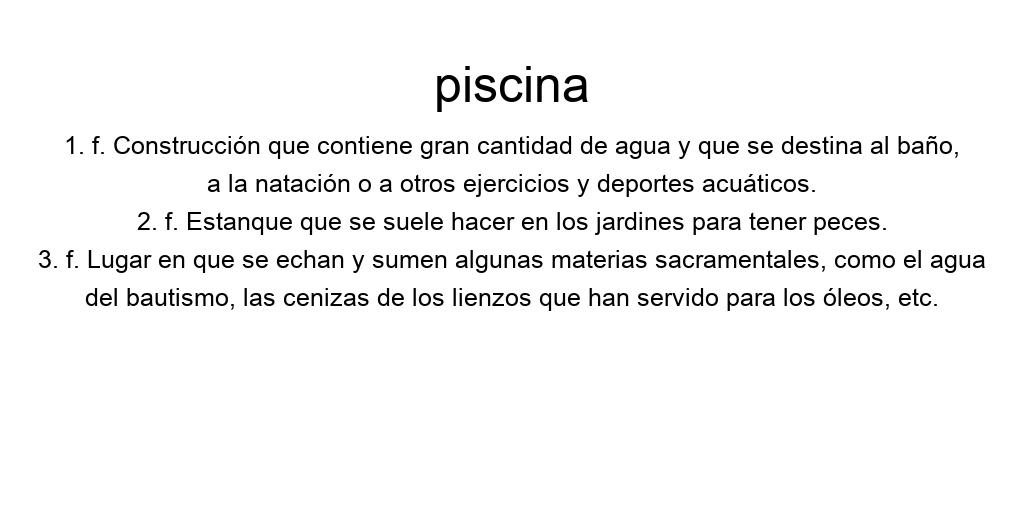 piscina
1. f. Construcción que contiene gran cantidad de agua y que se destina al baño,
a la natación o a otros ejercicios y deportes acuáticos.
2. f. Estanque que se suele hacer en los jardines para tener peces.
3. f. Lugar en que se echan y sumen algunas materias sacramentales, como el agua
del bautismo, las cenizas de los lienzos que han servido para los óleos, etc.